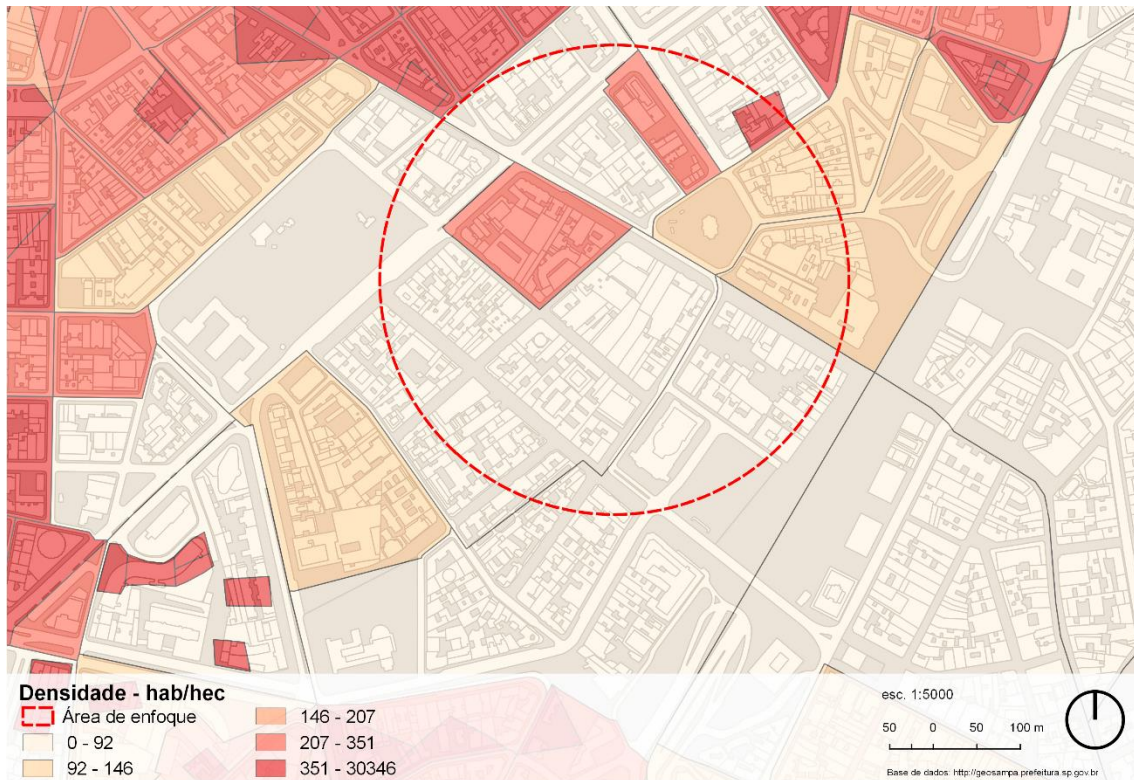 Densidade - hab/hec
Área de enfoque
0 - 92
92 - 146
146 - 207
207 - 351
351 - 30346
esc. 1:5000
50 0 50 100 m
Base de dados: http://geosampa.prefeitura.sp.gov.br